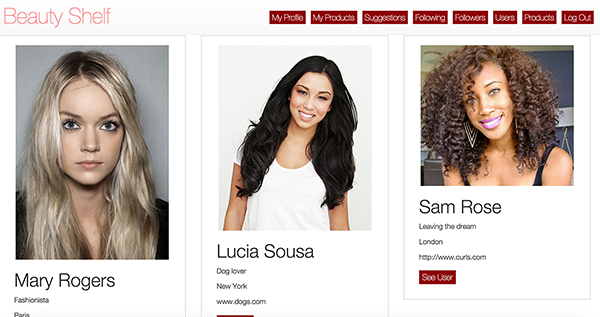 Beauty Shelf
My Profile My Products Suggestions Following Followers Users Products Log Out
Mary Rogers
Fashionista
Paris
Lucia Sousa
Dog lover
New York
www.dogs.com
Sam Rose
Leaving the dream
London
http://www.curls.com
See User